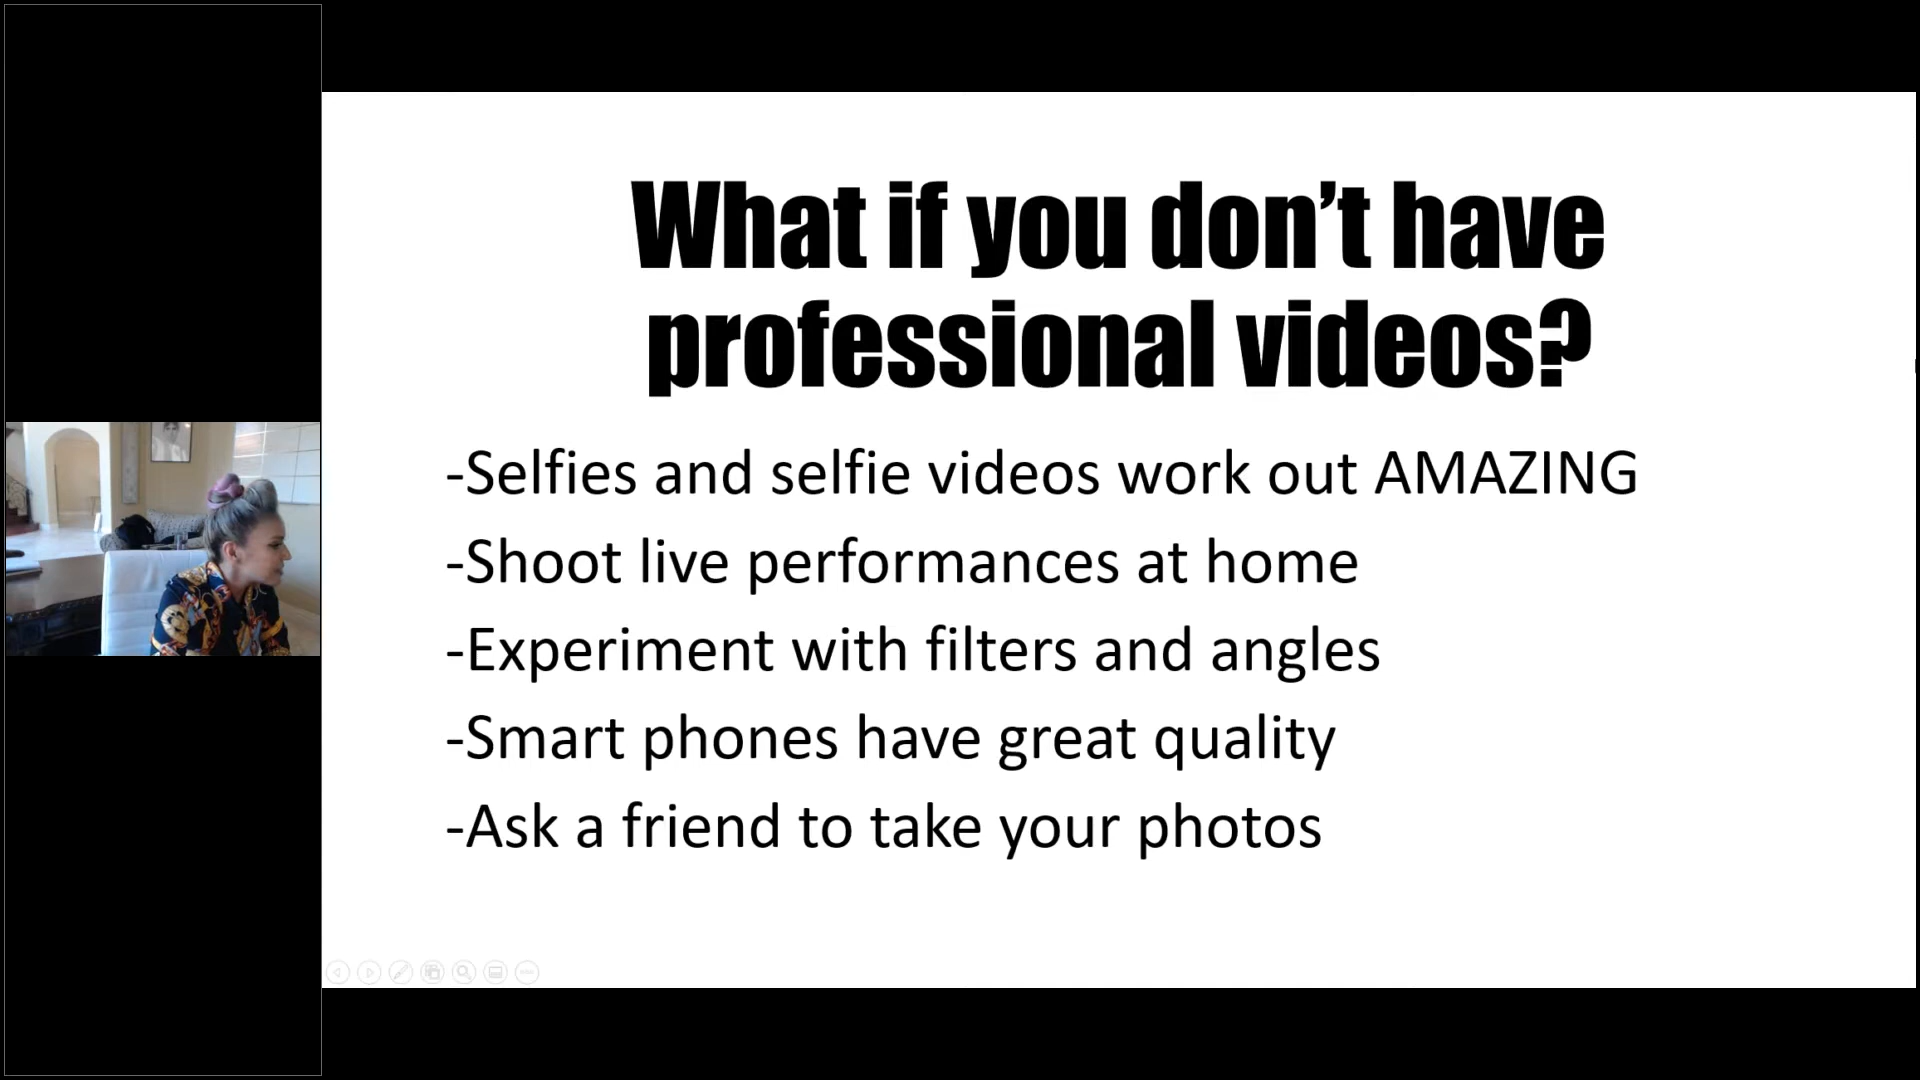 What if you don’t have
professional videos?
-Selfies and selfie videos work out AMAZING
-Shoot live performances at home
-Experiment with filters and angles
-Smart phones have great quality
-Ask a friend to take your photos